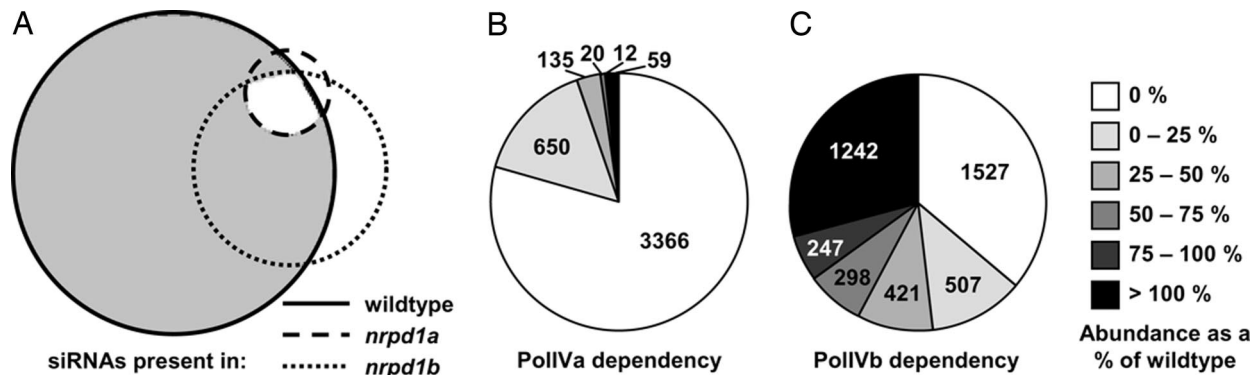 A
siRNAs present in:
wildtype
nrpd1a
nrpd1b
B
135
20
12
59
650
3366
PolIVa dependency
C
1242
1527
247
298
421
507
PolIVb dependency
0 %
0 – 25 %
25 – 50 %
50 – 75 %
75 – 100 %
> 100 %
Abundance as a
% of wildtype